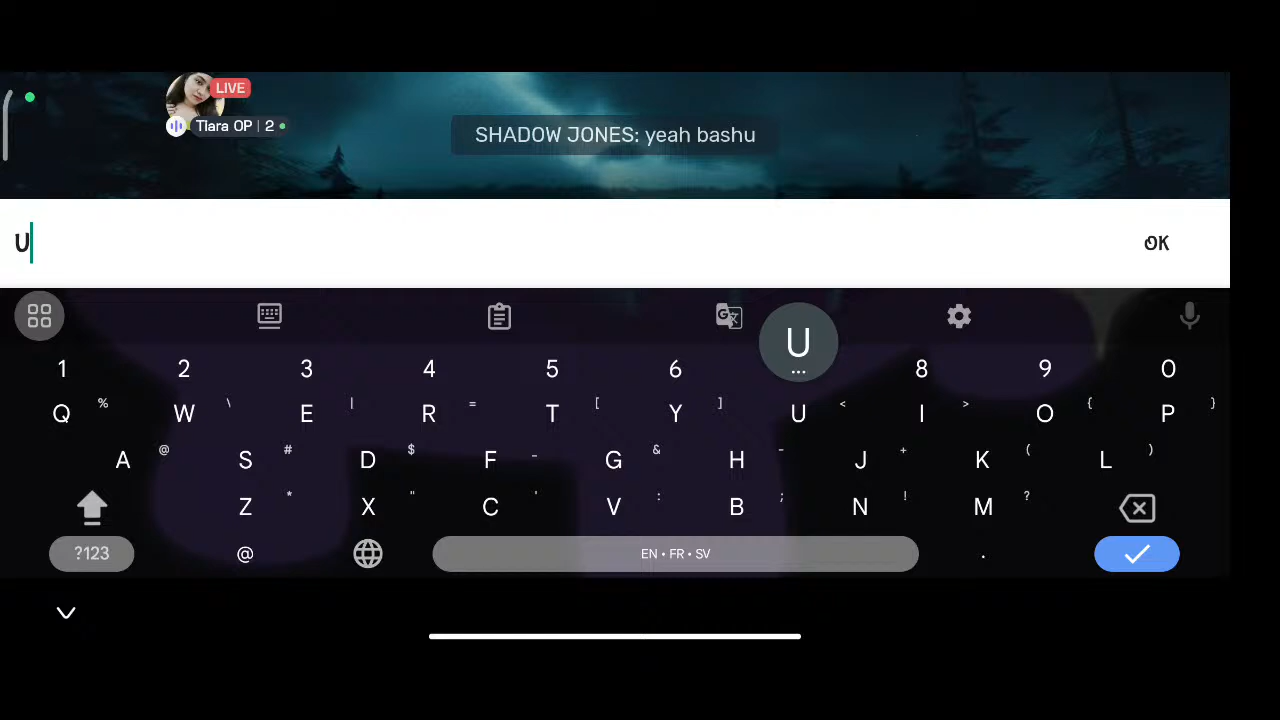 LIVE
Tiara OP | 2
SHADOW JONES: yeah bashu
U
OK
U
...
1 2 3 4 5 6 8 9 0
Q % W \ E | R = T [ Y ] U < I > O { P }
A @ S # D $ F - G & H - J + K ( L )
Z * X " C ' V : B ; N ! M ?
?123 @ EN • FR • SV .